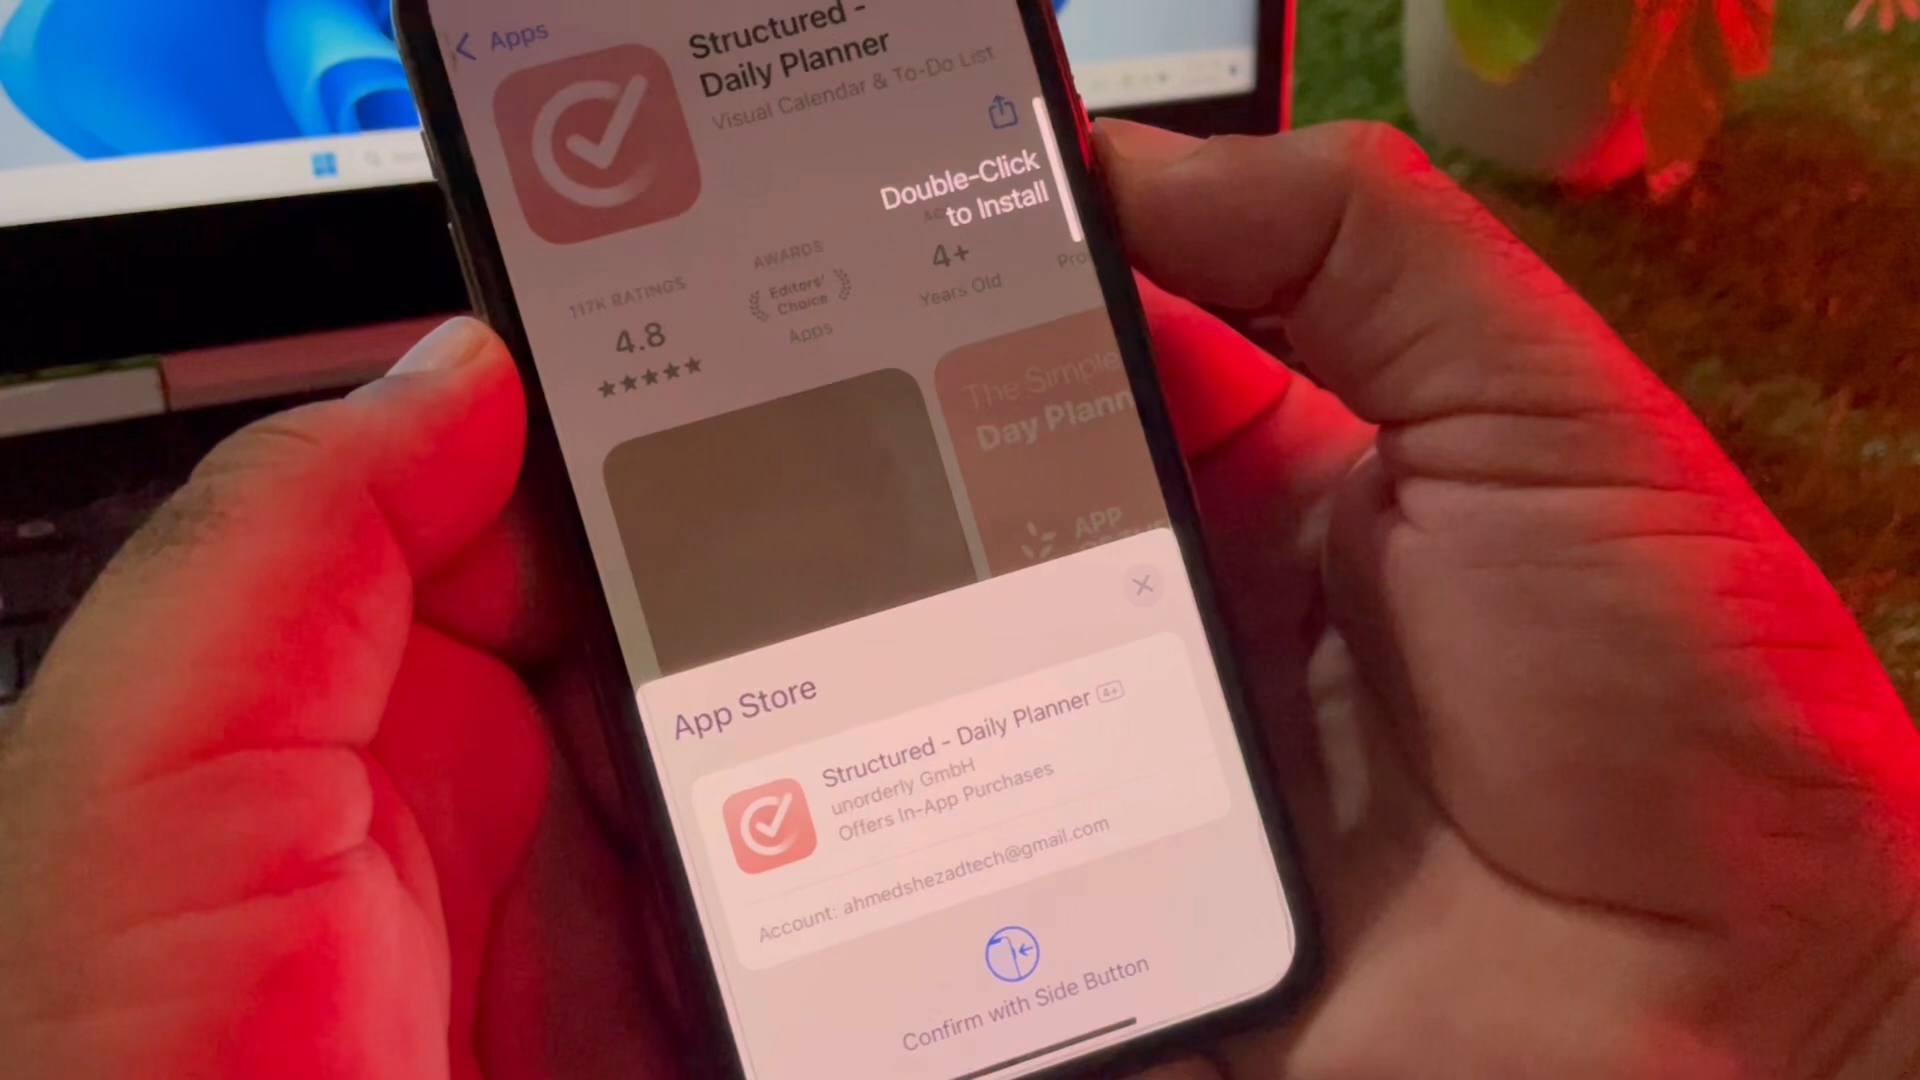 Apps
Structured -
Daily Planner
Visual Calendar & To-Do List
Double-Click
to Install
117K RATINGS
4.8
★★★★★
AWARDS
Editors'
Choice
Apps
4+
Years Old
The Simple
Day Plann
APP
App Store
Structured - Daily Planner 4+
unorderly GmbH
Offers In-App Purchases
Account: ahmedshezadtech@gmail.com
Confirm with Side Button